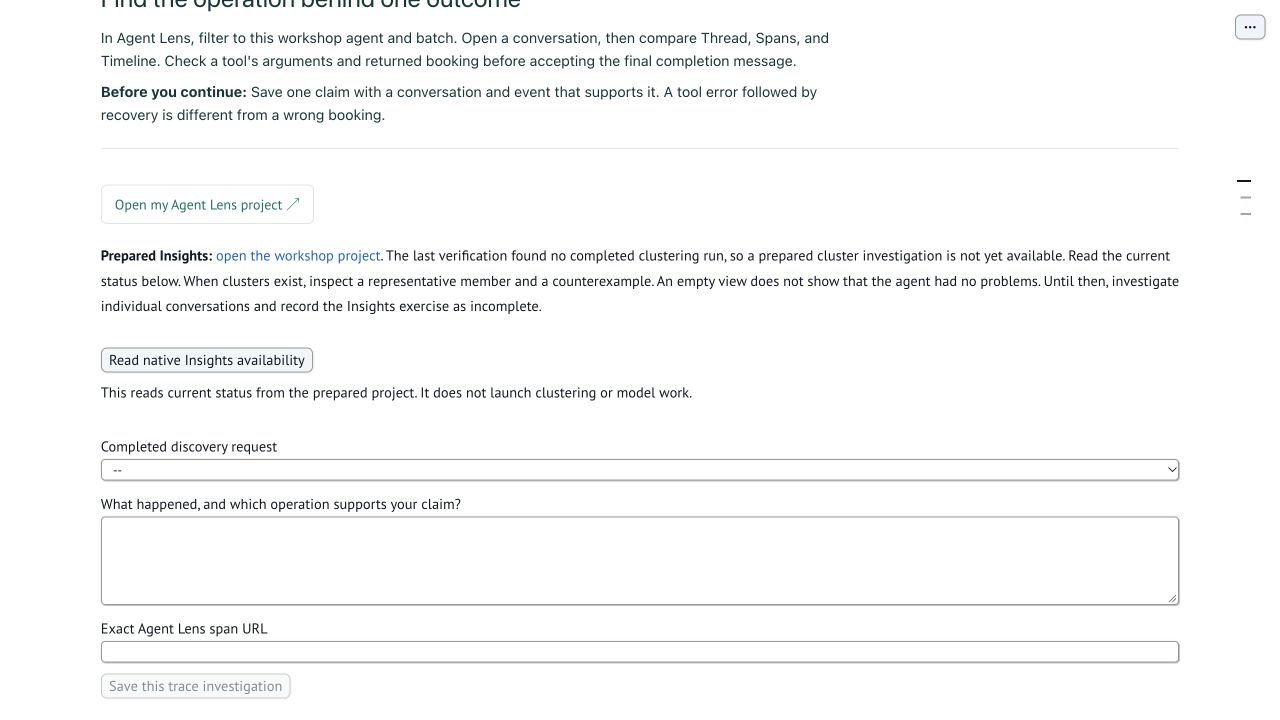 Find the operation behind one outcome
In Agent Lens, filter to this workshop agent and batch. Open a conversation, then compare Thread, Spans, and
Timeline. Check a tool's arguments and returned booking before accepting the final completion message.
Before you continue: Save one claim with a conversation and event that supports it. A tool error followed by
recovery is different from a wrong booking.
Open my Agent Lens project ↗
Prepared Insights: open the workshop project. The last verification found no completed clustering run, so a prepared cluster investigation is not yet available. Read the current
status below. When clusters exist, inspect a representative member and a counterexample. An empty view does not show that the agent had no problems. Until then, investigate
individual conversations and record the Insights exercise as incomplete.
Read native Insights availability
This reads current status from the prepared project. It does not launch clustering or model work.
Completed discovery request
--
What happened, and which operation supports your claim?
Exact Agent Lens span URL
Save this trace investigation